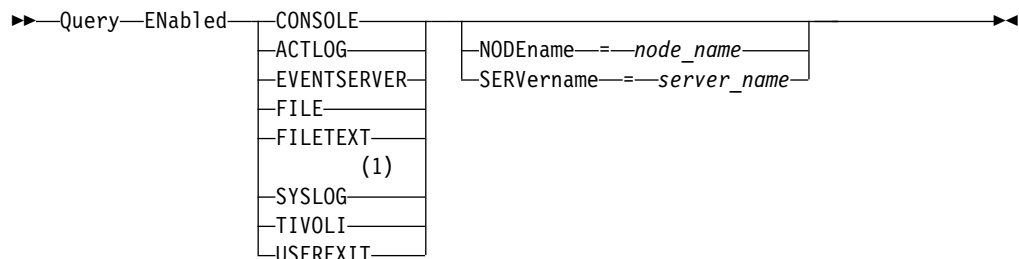 Query ENabled CONSOLE
ACTLOG NODEname = node_name
EVENTSERVER SERVername = server_name
FILE
FILETEXT
(1)
SYSLOG
TIVOLI
USEREXIT